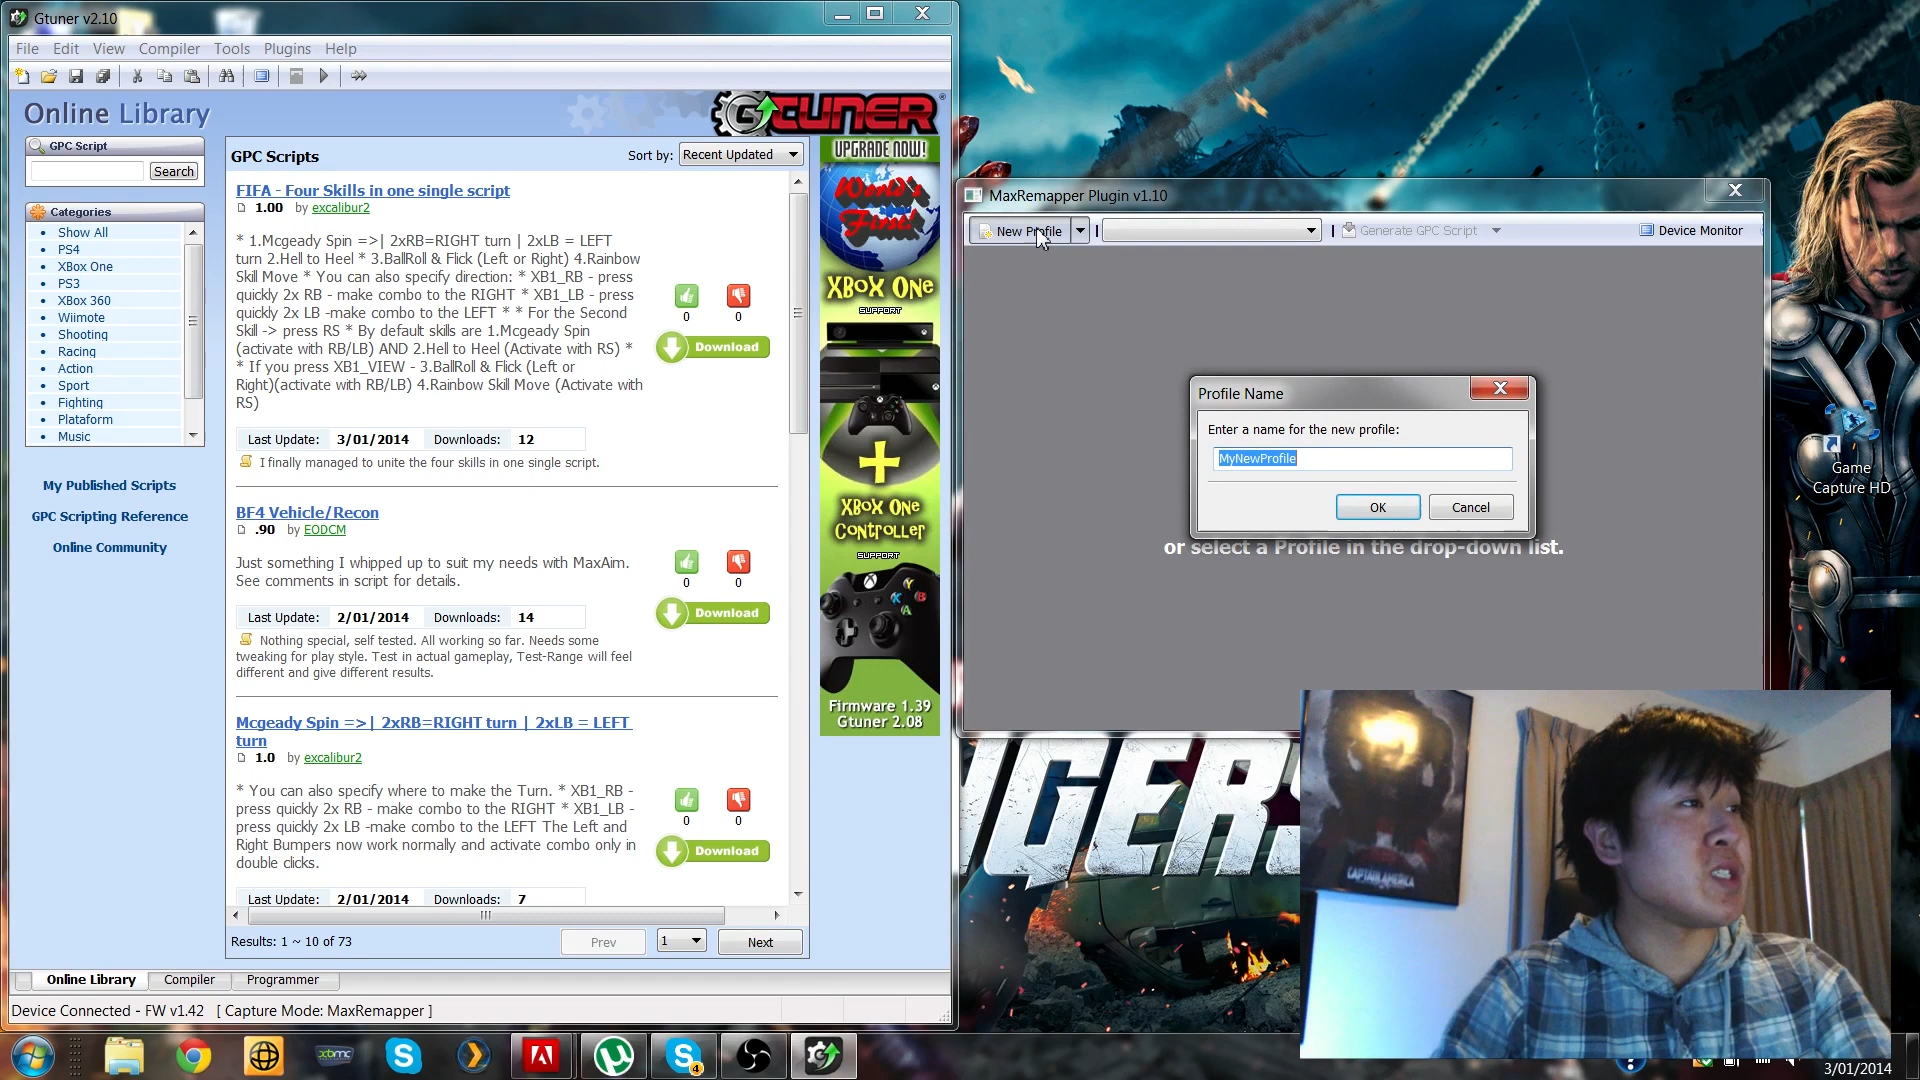 Gtuner v2.10
File Edit View Compiler Tools Plugins Help
Online Library
GTUNER
GPC Script
Search
Categories
Show All
PS4
XBox One
PS3
XBox 360
Wiimote
Shooting
Racing
Action
Sport
Fighting
Plataform
Music
My Published Scripts
GPC Scripting Reference
Online Community
GPC Scripts
Sort by: Recent Updated
FIFA - Four Skills in one single script
1.00 by excalibur2
* 1.Mcgeady Spin =>| 2xRB=RIGHT turn | 2xLB = LEFT
turn 2.Hell to Heel * 3.BallRoll & Flick (Left or Right) 4.Rainbow
Skill Move * You can also specify direction: * XB1_RB - press
quickly 2x RB - make combo to the RIGHT * XB1_LB - press
quickly 2x LB -make combo to the LEFT * * For the Second
Skill -> press RS * By default skills are 1.Mcgeady Spin
(activate with RB/LB) AND 2.Hell to Heel (Activate with RS) *
* If you press XB1_VIEW - 3.BallRoll & Flick (Left or
Right)(activate with RB/LB) 4.Rainbow Skill Move (Activate with
RS)
0 0
Download
Last Update: 3/01/2014 Downloads: 12
I finally managed to unite the four skills in one single script.
BF4 Vehicle/Recon
.90 by EODCM
Just something I whipped up to suit my needs with MaxAim.
See comments in script for details.
0 0
Download
Last Update: 2/01/2014 Downloads: 14
Nothing special, self tested. All working so far. Needs some
tweaking for play style. Test in actual gameplay, Test-Range will feel
different and give different results.
Mcgeady Spin =>| 2xRB=RIGHT turn | 2xLB = LEFT
turn
1.0 by excalibur2
* You can also specify where to make the Turn. * XB1_RB -
press quickly 2x RB - make combo to the RIGHT * XB1_LB -
press quickly 2x LB -make combo to the LEFT The Left and
Right Bumpers now work normally and activate combo only in
double clicks.
0 0
Download
Last Update: 2/01/2014 Downloads: 7
Results: 1 ~ 10 of 73
Prev 1 Next
UPGRADE NOW!
World's
First!
XBox One
SUPPORT
+
XBox One
Controller
SUPPORT
X Y B A
Firmware 1.39
Gtuner 2.08
Online Library Compiler Programmer
Device Connected - FW v1.42 [ Capture Mode: MaxRemapper ]
MaxRemapper Plugin v1.10
New Profile
Generate GPC Script
Device Monitor
Profile Name
Enter a name for the new profile:
MyNewProfile
OK Cancel
or select a Profile in the drop-down list.
Game
Capture HD
NGERS
CAPTAIN AMERICA
xbmc
4
3/01/2014